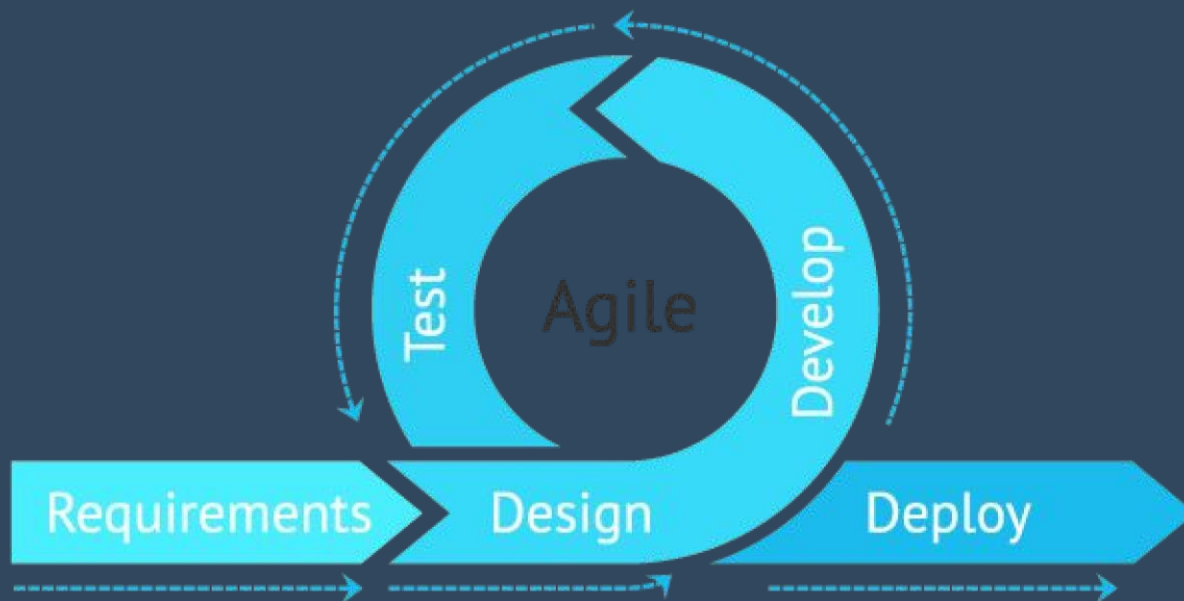 Agile
Test
Develop
Requirements
Design
Deploy